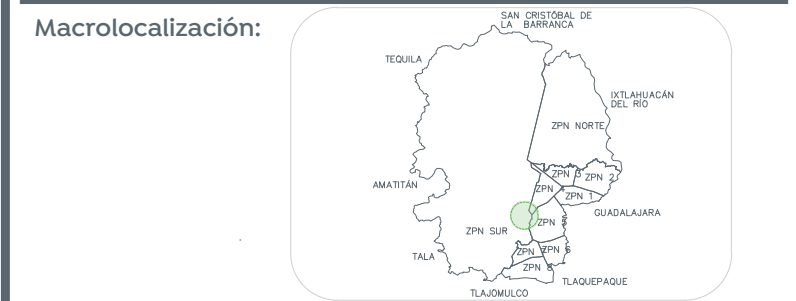 Macrolocalización:
SAN CRISTÓBAL DE
LA BARRANCA
TEQUILA
IXTLAHUACÁN
DEL RÍO
ZPN NORTE
ZPN 3
ZPN 2
AMATITÁN
ZPN 4
ZPN 1
GUADALAJARA
ZPN 5
ZPN SUR
ZPN
ZPN 6
TALA
ZPN 8
TLAQUEPAQUE
TLAJOMULCO